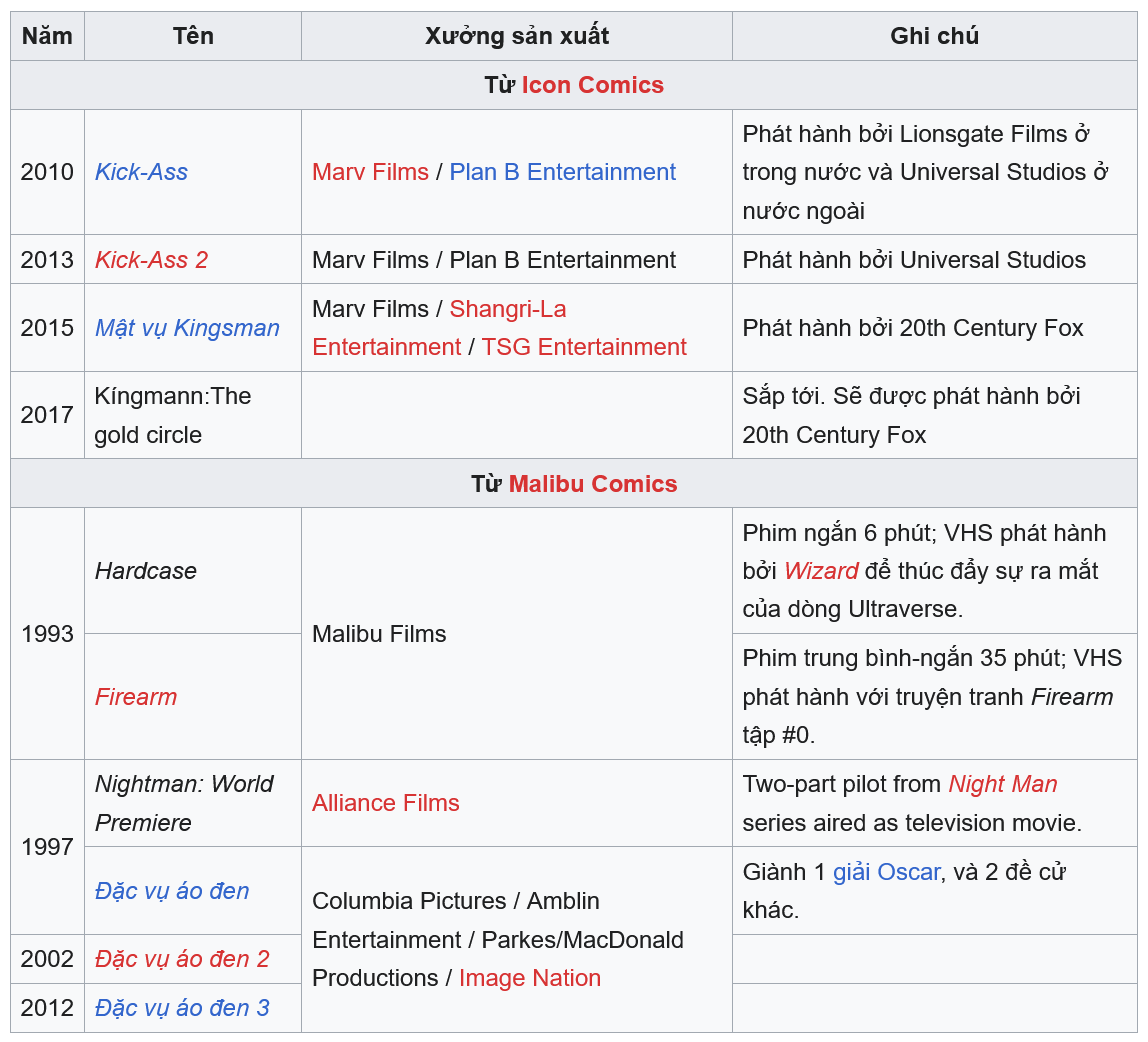 Năm Tên Xưởng sản xuất Ghi chú
Từ Icon Comics
2010 Kick-Ass Marv Films / Plan B Entertainment Phát hành bởi Lionsgate Films ở
trong nước và Universal Studios ở
nước ngoài
2013 Kick-Ass 2 Marv Films / Plan B Entertainment Phát hành bởi Universal Studios
2015 Mật vụ Kingsman Marv Films / Shangri-La
Entertainment / TSG Entertainment Phát hành bởi 20th Century Fox
2017 Kíngmann:The
gold circle Sắp tới. Sẽ được phát hành bởi
20th Century Fox
Từ Malibu Comics
1993 Hardcase Malibu Films Phim ngắn 6 phút; VHS phát hành
bởi Wizard để thúc đẩy sự ra mắt
của dòng Ultraverse.
Firearm Phim trung bình-ngắn 35 phút; VHS
phát hành với truyện tranh Firearm
tập #0.
1997 Nightman: World
Premiere Alliance Films Two-part pilot from Night Man
series aired as television movie.
Đặc vụ áo đen Columbia Pictures / Amblin
Entertainment / Parkes/MacDonald
Productions / Image Nation Giành 1 giải Oscar, và 2 đề cử
khác.
2002 Đặc vụ áo đen 2
2012 Đặc vụ áo đen 3